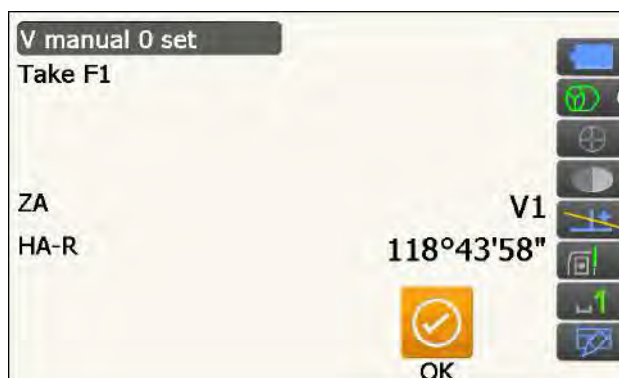 V manual 0 set
Take F1
ZA V1
HA-R 118°43'58"
OK